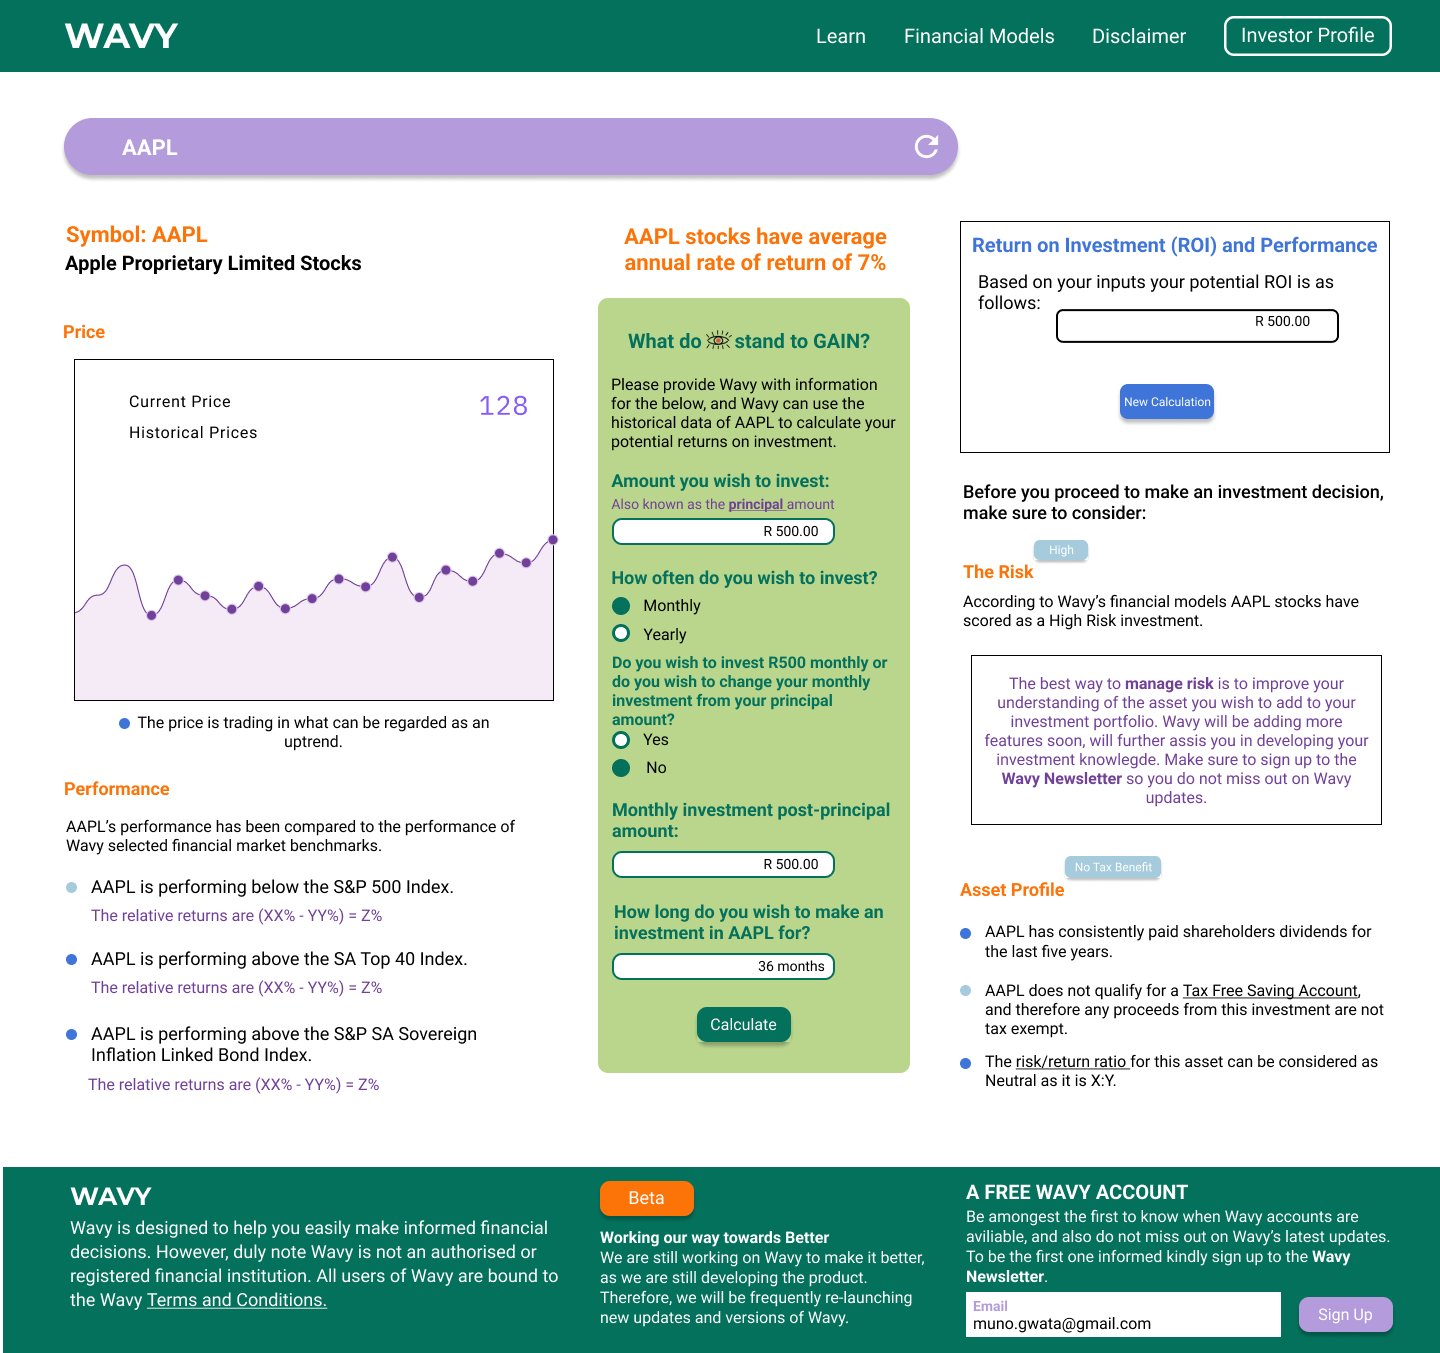 WAVY
Learn
Financial Models
Disclaimer
Investor Profile
AAPL
Symbol: AAPL
Apple Proprietary Limited Stocks
Price
Current Price
128
Historical Prices
The price is trading in what can be regarded as an
uptrend.
Performance
AAPL's performance has been compared to the performance of
Wavy selected financial market benchmarks.
AAPL is performing below the S&P 500 Index.
The relative returns are (XX% - YY%) = Z%
AAPL is performing above the SA Top 40 Index.
The relative returns are (XX% - YY%) = Z%
AAPL is performing above the S&P SA Sovereign
Inflation Linked Bond Index.
The relative returns are (XX% - YY%) = Z%
AAPL stocks have average
annual rate of return of 7%
What do stand to GAIN?
Please provide Wavy with information
for the below, and Wavy can use the
historical data of AAPL to calculate your
potential returns on investment.
Amount you wish to invest:
Also known as the principal amount
R 500.00
How often do you wish to invest?
Monthly
Yearly
Do you wish to invest R500 monthly or
do you wish to change your monthly
investment from your principal
amount?
Yes
No
Monthly investment post-principal
amount:
R 500.00
How long do you wish to make an
investment in AAPL for?
36 months
Calculate
Return on Investment (ROI) and Performance
Based on your inputs your potential ROI is as
follows:
R 500.00
New Calculation
Before you proceed to make an investment decision,
make sure to consider:
High
The Risk
According to Wavy's financial models AAPL stocks have
scored as a High Risk investment.
The best way to manage risk is to improve your
understanding of the asset you wish to add to your
investment portfolio. Wavy will be adding more
features soon, will further assis you in developing your
investment knowlegde. Make sure to sign up to the
Wavy Newsletter so you do not miss out on Wavy
updates.
No Tax Benefit
Asset Profile
AAPL has consistently paid shareholders dividends for
the last five years.
AAPL does not qualify for a Tax Free Saving Account,
and therefore any proceeds from this investment are not
tax exempt.
The risk/return ratio for this asset can be considered as
Neutral as it is X:Y.
WAVY
Wavy is designed to help you easily make informed financial
decisions. However, duly note Wavy is not an authorised or
registered financial institution. All users of Wavy are bound to
the Wavy Terms and Conditions.
Beta
Working our way towards Better
We are still working on Wavy to make it better,
as we are still developing the product.
Therefore, we will be frequently re-launching
new updates and versions of Wavy.
A FREE WAVY ACCOUNT
Be amongest the first to know when Wavy accounts are
aviliable, and also do not miss out on Wavy's latest updates.
To be the first one informed kindly sign up to the Wavy
Newsletter.
Email
muno.gwata@gmail.com
Sign Up